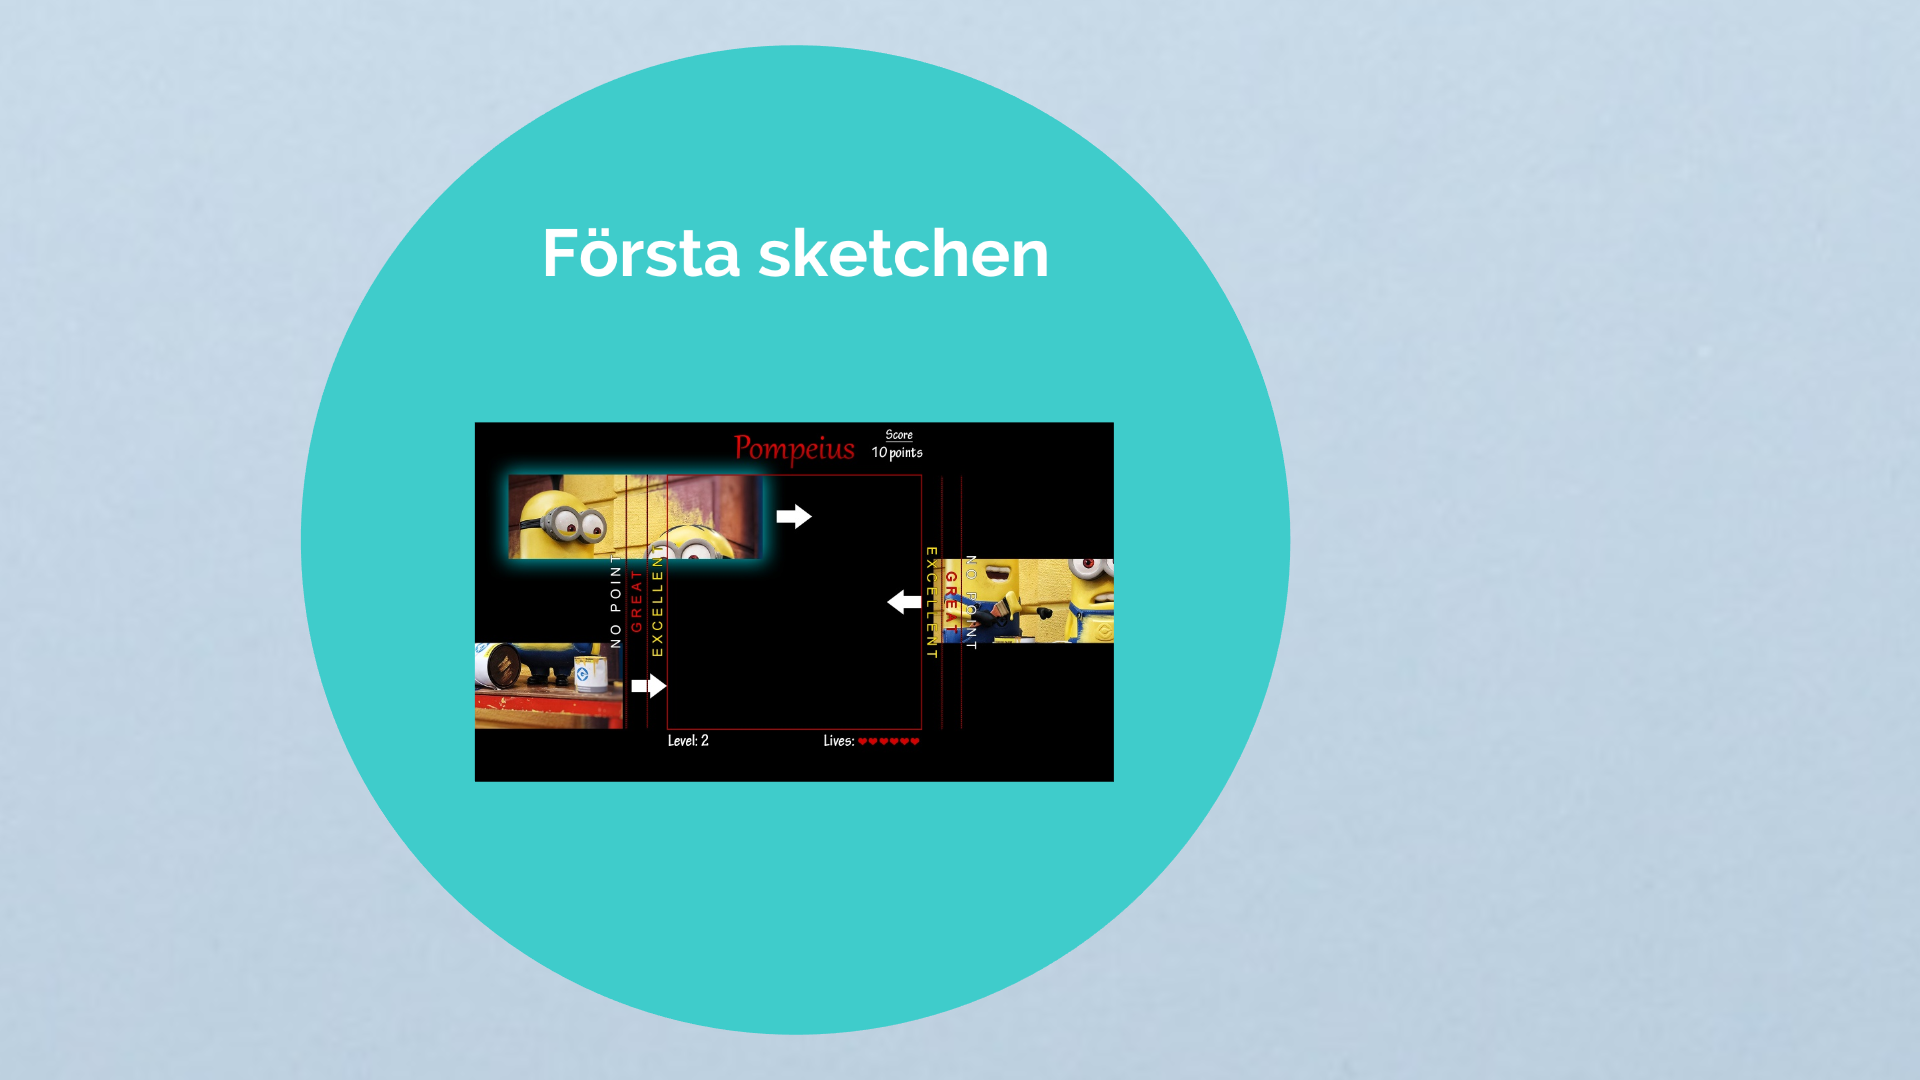 Första sketchen
Pompeius
Score
10 points
NO POINT
GREAT
EXCELLENT
EXCELLENT
GREAT
NO POINT
Level: 2
Lives: ♥♥♥♥♥♥